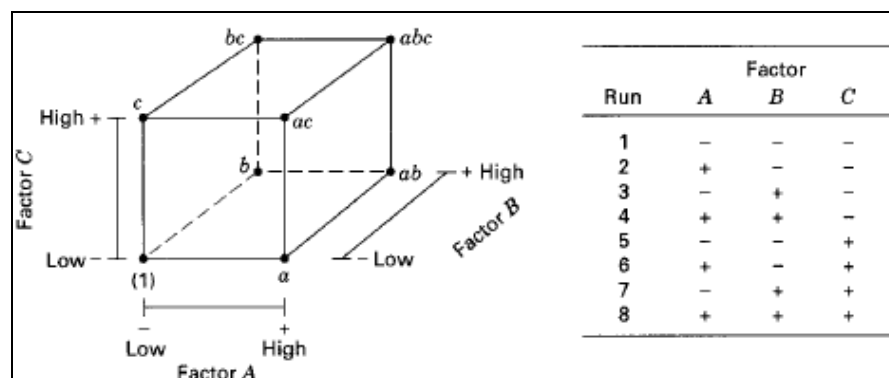 bc
abc
c
High +
ac
Factor C
b
ab
+ High
Factor B
Low –
– Low
(1)
a
–
+
Low
High
Factor A
Factor
Run A B C
1 – – –
2 + – –
3 – + –
4 + + –
5 – – +
6 + – +
7 – + +
8 + + +